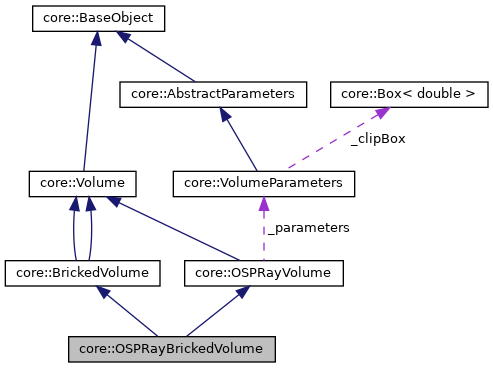 core::BaseObject
core::AbstractParameters
core::Box< double >
_clipBox
core::Volume
core::VolumeParameters
_parameters
core::BrickedVolume
core::OSPRayVolume
core::OSPRayBrickedVolume